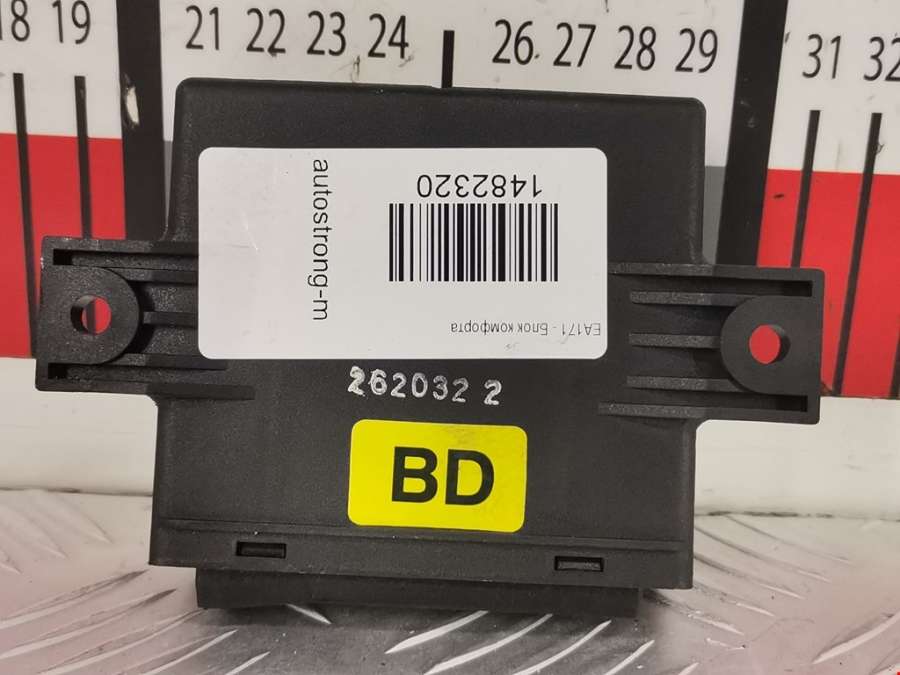 18 19 21 22 23 24 26 27 28 29 31 32
autostrong-m
1482320
EA171 - Блок комфорта
262032 2
BD